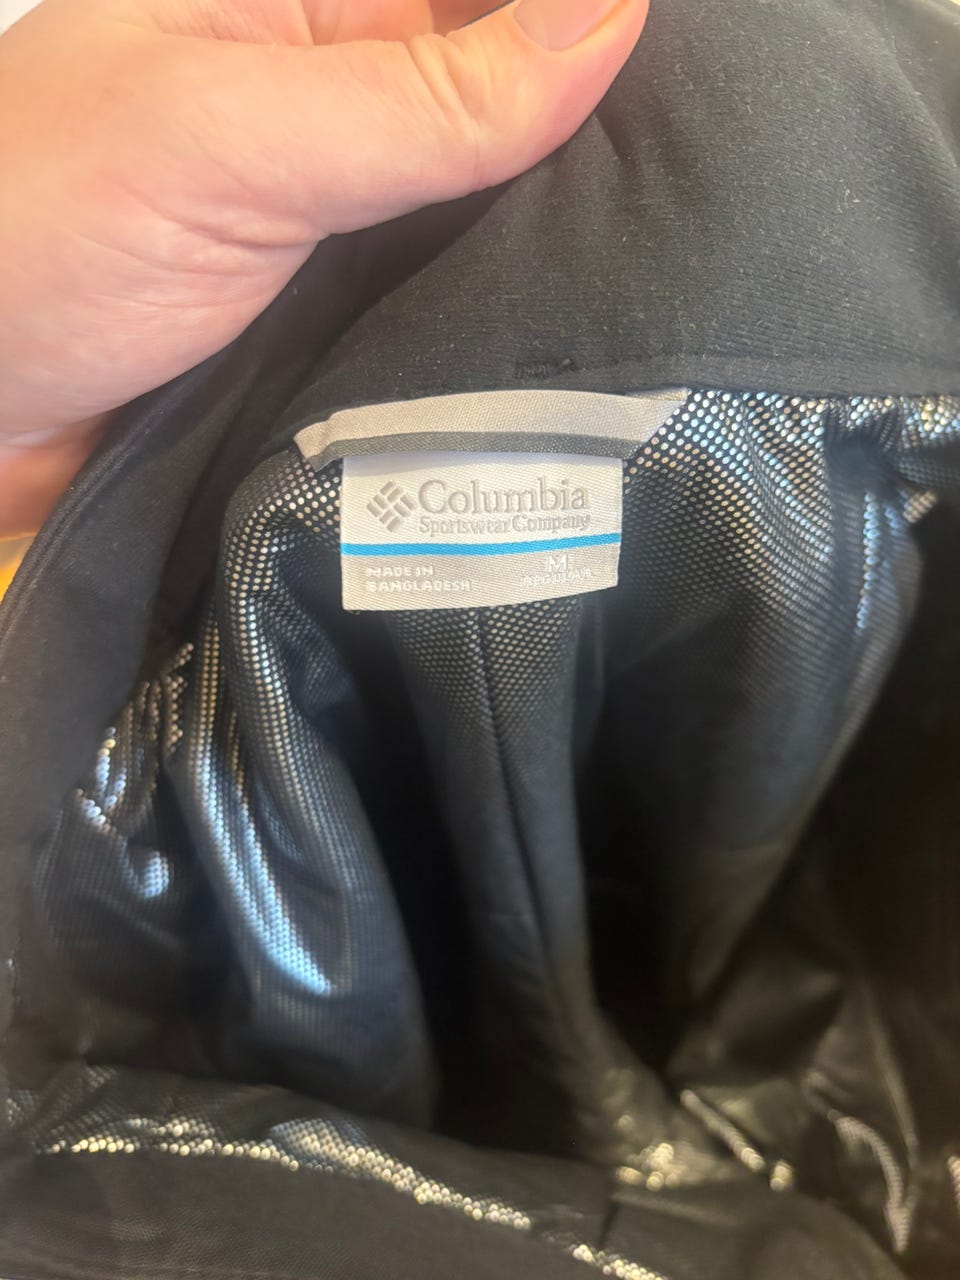 Columbia
Sportswear Company
MADE IN
BANGLADESH
M
REGULAR